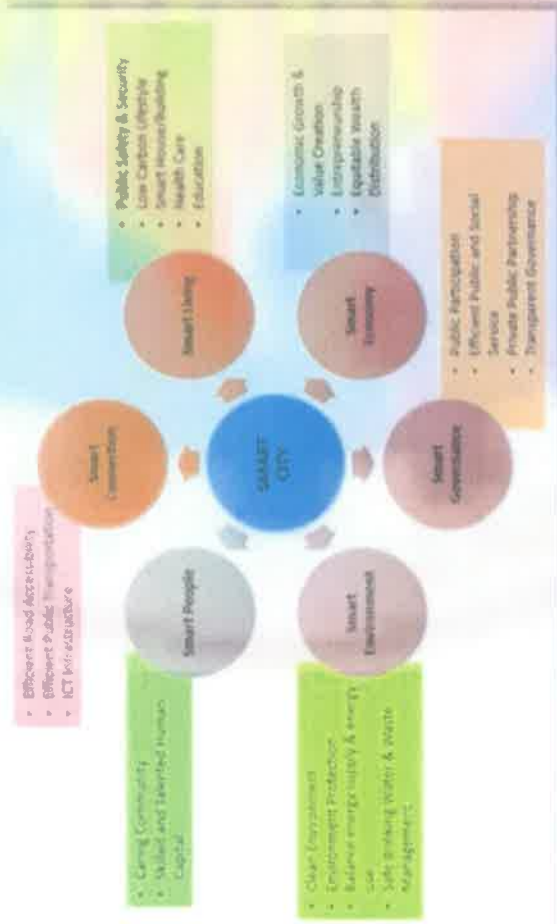 SMART
CITY
Smart
Connection
• Efficient Road Accessibility
• Efficient Public Transportation
• ICT Infrastructure
Smart Living
• Public Safety & Security
• Low Carbon Lifestyle
• Smart House/Building
• Health Care
• Education
Smart
Economy
• Economic Growth &
Value Creation
• Entrepreneurship
• Equitable Wealth
Distribution
Smart
Governance
• Public Participation
• Efficient Public and Social
Service
• Private Public Partnership
• Transparent Governance
Smart
Environment
• Clean Environment
• Environment Protection
• Balance energy supply & energy
use
• Safe Drinking Water & Waste
Management
Smart People
• Caring Community
• Skilled and Talented Human
Capital